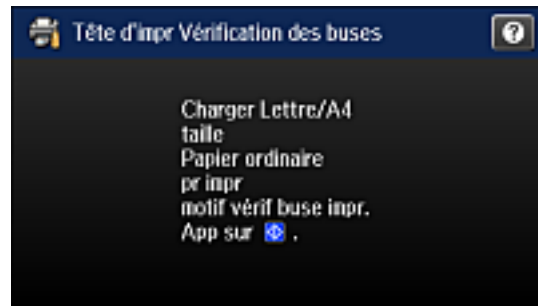 Tête d'impr Vérification des buses
?
Charger Lettre/A4
taille
Papier ordinaire
pr impr
motif vérif buse impr.
App sur .